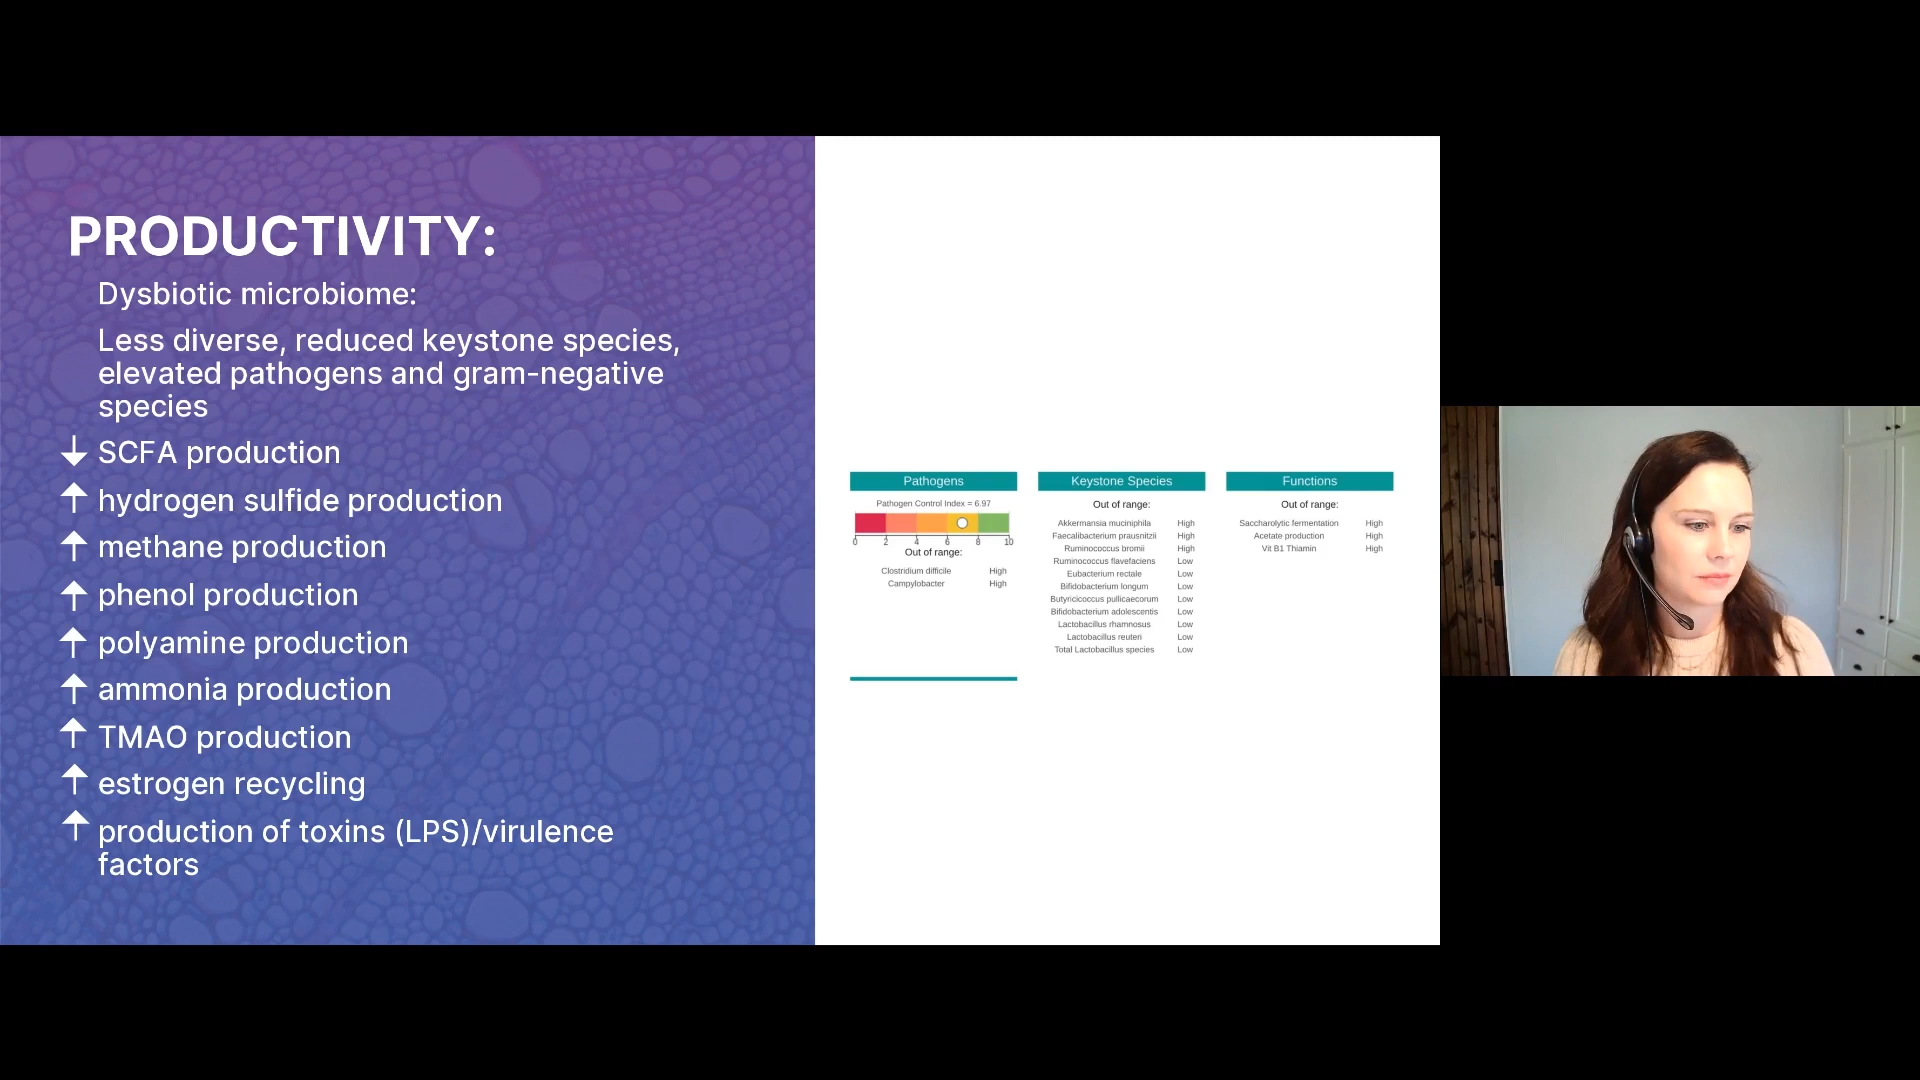 PRODUCTIVITY:
Dysbiotic microbiome:
Less diverse, reduced keystone species,
elevated pathogens and gram-negative
species
SCFA production
hydrogen sulfide production
methane production
phenol production
polyamine production
ammonia production
TMAO production
estrogen recycling
production of toxins (LPS)/virulence
factors
Pathogens
Pathogen Control Index = 6.97
0 2 4 6 8 10
Out of range:
Clostridium difficile High
Campylobacter High
Keystone Species
Out of range:
Akkermansia muciniphila High
Faecalibacterium prausnitzii High
Ruminococcus bromii High
Ruminococcus flavefaciens Low
Eubacterium rectale Low
Bifidobacterium longum Low
Butyricicoccus pullicaecorum Low
Bifidobacterium adolescentis Low
Lactobacillus rhamnosus Low
Lactobacillus reuteri Low
Total Lactobacillus species Low
Functions
Out of range:
Saccharolytic fermentation High
Acetate production High
Vit B1 Thiamin High